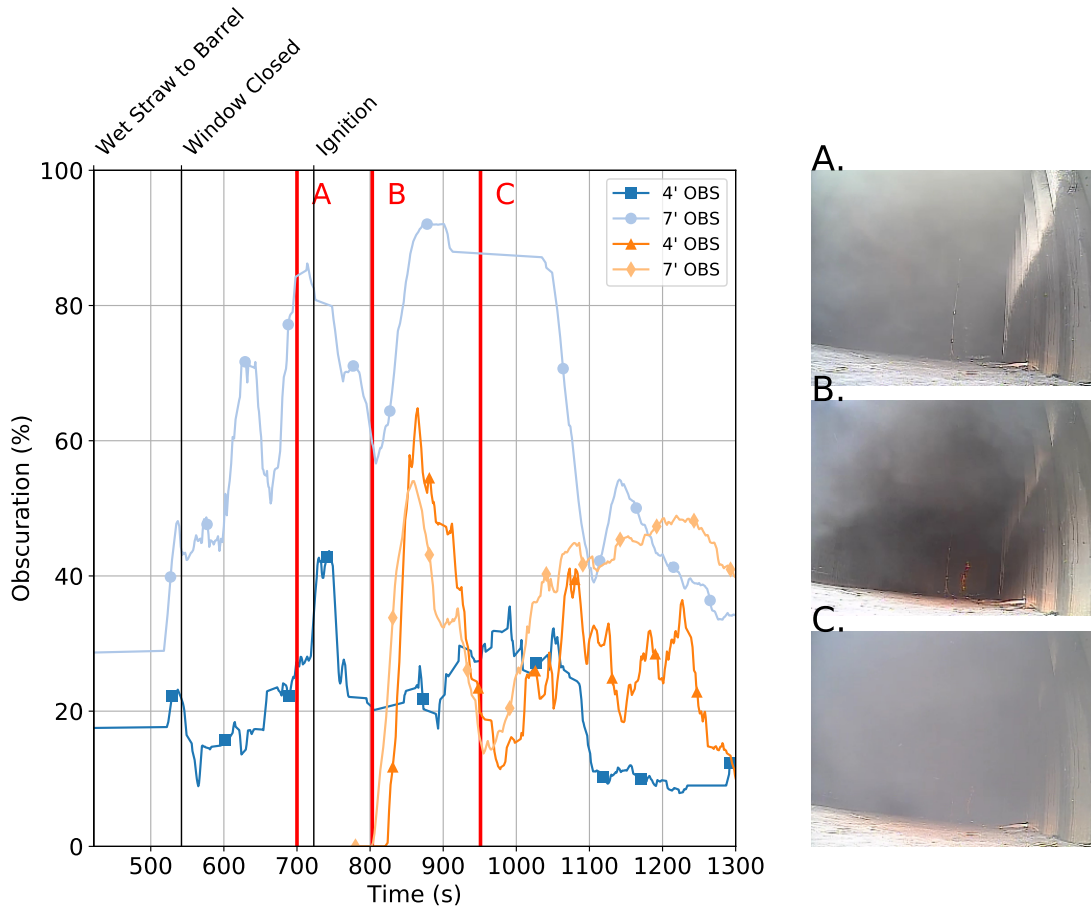 Wet Straw to Barrel
Window Closed
Ignition
100
80
60
40
20
0
Obscuration (%)
A
B
C
4' OBS
7' OBS
4' OBS
7' OBS
500 600 700 800 900 1000 1100 1200 1300
Time (s)
A.
B.
C.